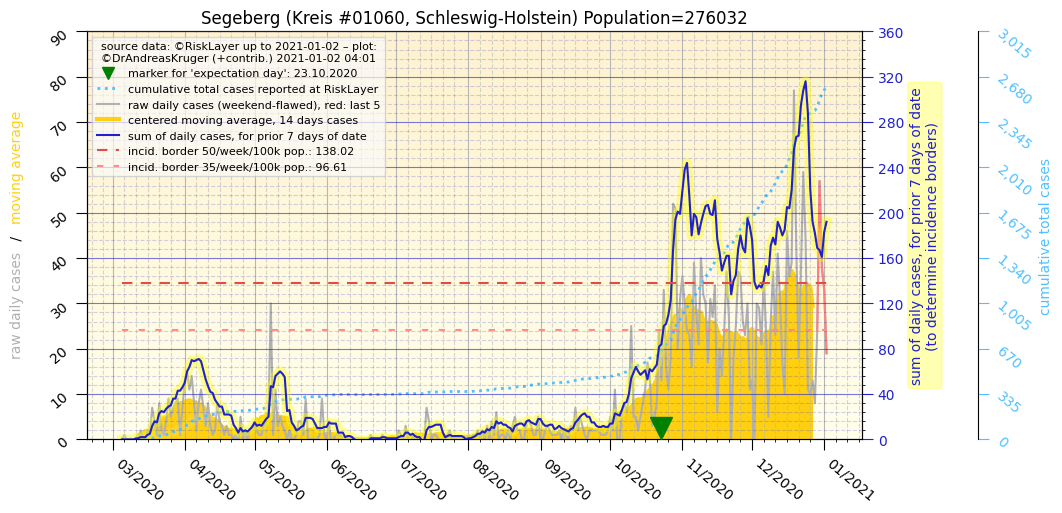 Segeberg (Kreis #01060, Schleswig-Holstein) Population=276032
source data: ©RiskLayer up to 2021-01-02 – plot:
©DrAndreasKruger (+contrib.) 2021-01-02 04:01
marker for 'expectation day': 23.10.2020
cumulative total cases reported at RiskLayer
raw daily cases (weekend-flawed), red: last 5
centered moving average, 14 days cases
sum of daily cases, for prior 7 days of date
incid. border 50/week/100k pop.: 138.02
incid. border 35/week/100k pop.: 96.61
raw daily cases / moving average
90
80
70
60
50
40
30
20
10
0
03/2020
04/2020
05/2020
06/2020
07/2020
08/2020
09/2020
10/2020
11/2020
12/2020
01/2021
360
320
280
240
200
160
120
80
40
0
sum of daily cases, for prior 7 days of date
(to determine incidence borders)
3,015
2,680
2,345
2,010
1,675
1,340
1,005
670
335
0
cumulative total cases